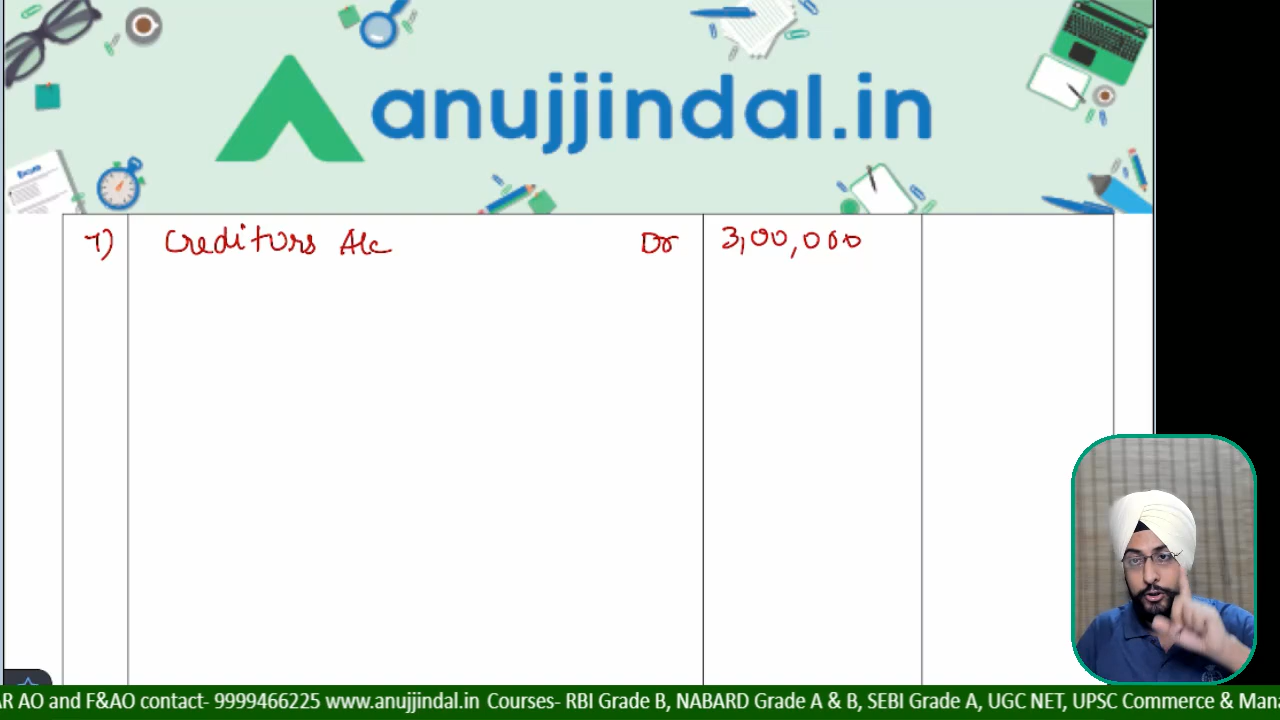 anujjindal.in
7) Creditors A/c Dr 3,00,000
AR AO and F&AO contact- 9999466225 www.anujjindal.in Courses- RBI Grade B, NABARD Grade A & B, SEBI Grade A, UGC NET, UPSC Commerce & Mana